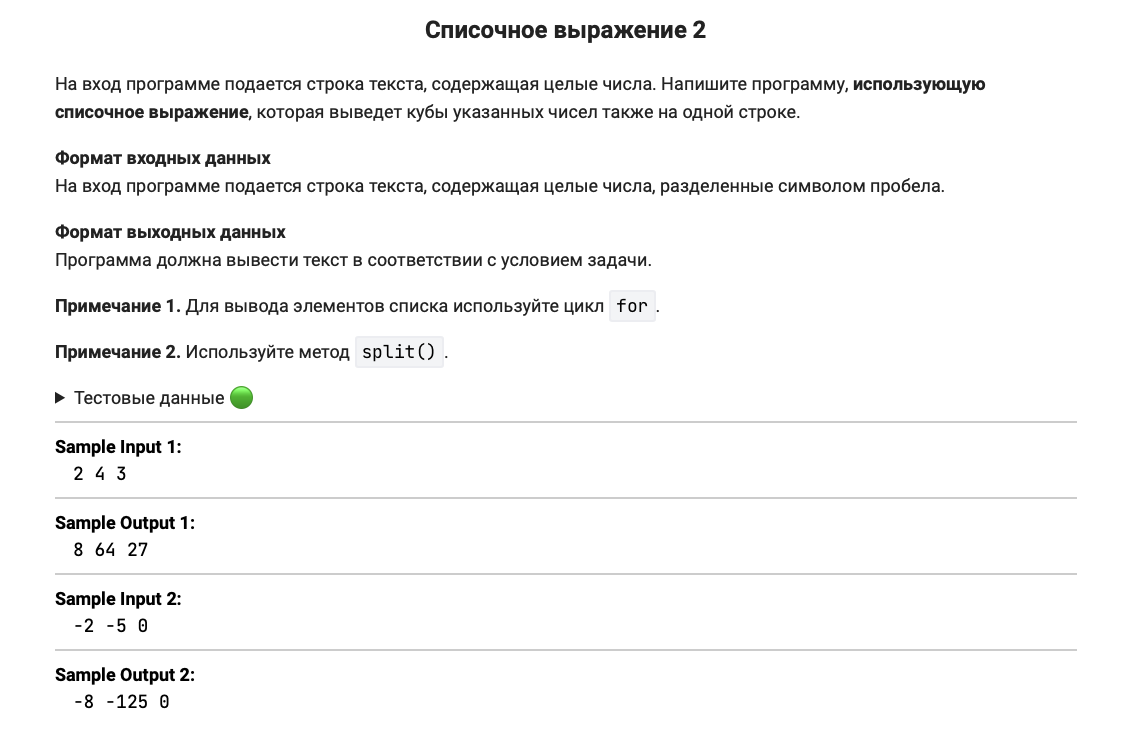 Списочное выражение 2
На вход программе подается строка текста, содержащая целые числа. Напишите программу, использующую
списочное выражение, которая выведет кубы указанных чисел также на одной строке.
Формат входных данных
На вход программе подается строка текста, содержащая целые числа, разделенные символом пробела.
Формат выходных данных
Программа должна вывести текст в соответствии с условием задачи.
Примечание 1. Для вывода элементов списка используйте цикл for.
Примечание 2. Используйте метод split().
Тестовые данные
Sample Input 1:
2 4 3
Sample Output 1:
8 64 27
Sample Input 2:
-2 -5 0
Sample Output 2:
-8 -125 0